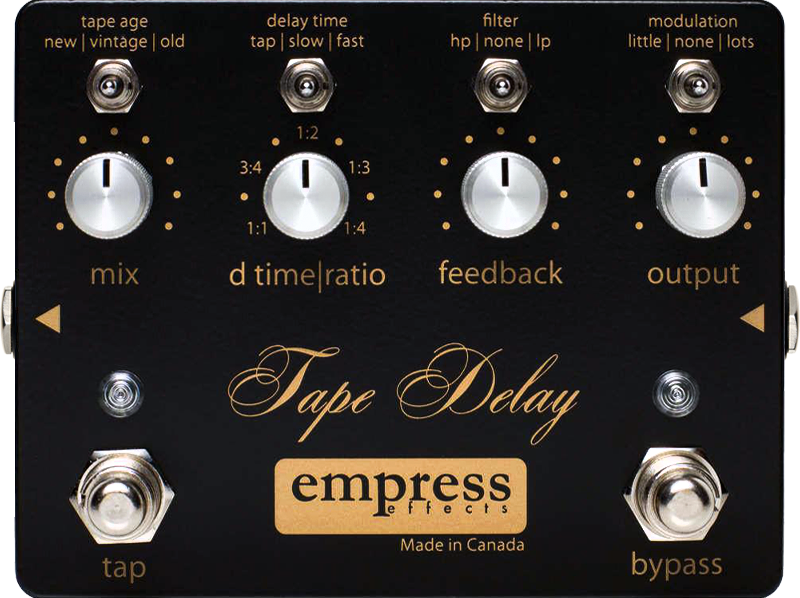 tape age
new | vintage | old
delay time
tap | slow | fast
filter
hp | none | lp
modulation
little | none | lots
1:2
3:4
1:3
1:1
1:4
mix
d time|ratio
feedback
output
Tape Delay
empress
effects
Made in Canada
tap
bypass